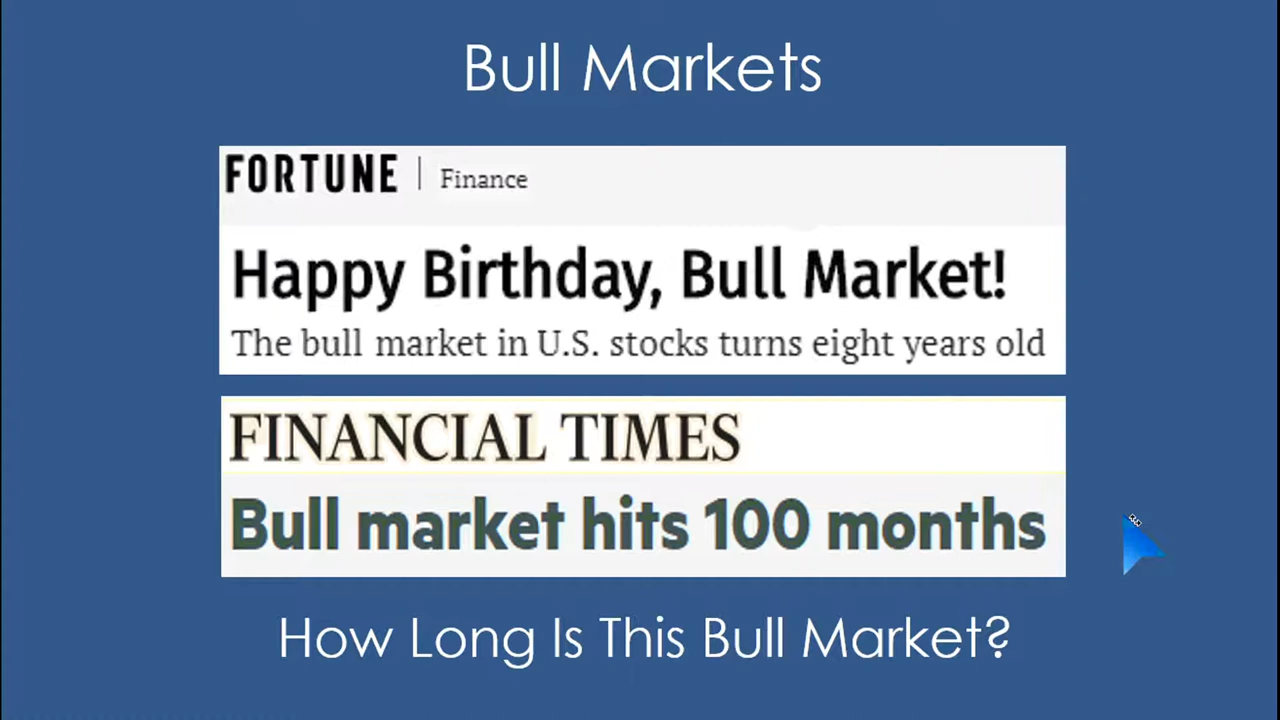 Bull Markets
FORTUNE | Finance
Happy Birthday, Bull Market!
The bull market in U.S. stocks turns eight years old
FINANCIAL TIMES
Bull market hits 100 months
How Long Is This Bull Market?